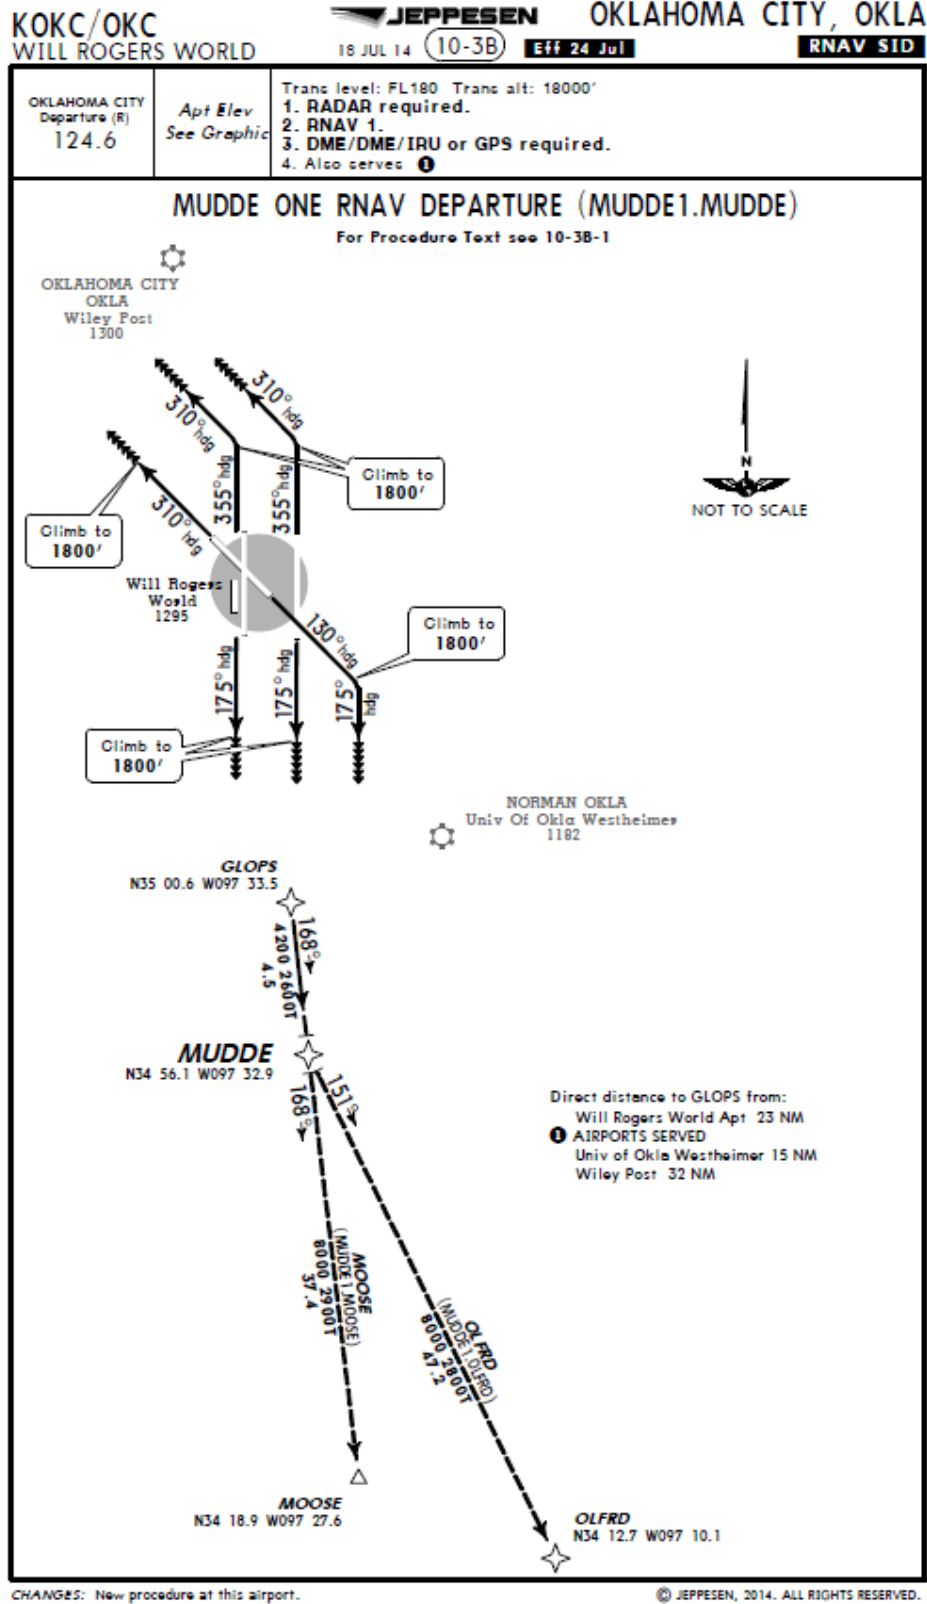 KOKC/OKC
WILL ROGERS WORLD
JEPPESEN
18 JUL 14
10-3B
Eff 24 Jul
OKLAHOMA CITY, OKLA
RNAV SID
OKLAHOMA CITY
Departure (R)
124.6
Apt Elev
See Graphic
Trans level: FL180 Trans alt: 18000'
1. RADAR required.
2. RNAV 1.
3. DME/DME/IRU or GPS required.
4. Also serves 1
MUDDE ONE RNAV DEPARTURE (MUDDE1.MUDDE)
For Procedure Text see 10-3B-1
OKLAHOMA CITY
OKLA
Wiley Post
1300
310° hdg
310° hdg
355° hdg
355° hdg
Climb to
1800'
310° hdg
Climb to
1800'
N
NOT TO SCALE
Will Rogers
World
1295
130° hdg
Climb to
1800'
175° hdg
175° hdg
175° hdg
Climb to
1800'
NORMAN OKLA
Univ Of Okla Westheimer
1182
GLOPS
N35 00.6 W097 33.5
168°
4200 2600T
4.5
MUDDE
N34 56.1 W097 32.9
168°
151°
Direct distance to GLOPS from:
Will Rogers World Apt 23 NM
1 AIRPORTS SERVED
Univ of Okla Westheimer 15 NM
Wiley Post 32 NM
MOOSE
(MUDDE1.MOOSE)
8000 2900T
37.4
OLFRD
(MUDDE1.OLFRD)
8000 2800T
47.2
MOOSE
N34 18.9 W097 27.6
OLFRD
N34 12.7 W097 10.1
CHANGES: New procedure at this airport.
© JEPPESEN, 2014. ALL RIGHTS RESERVED.